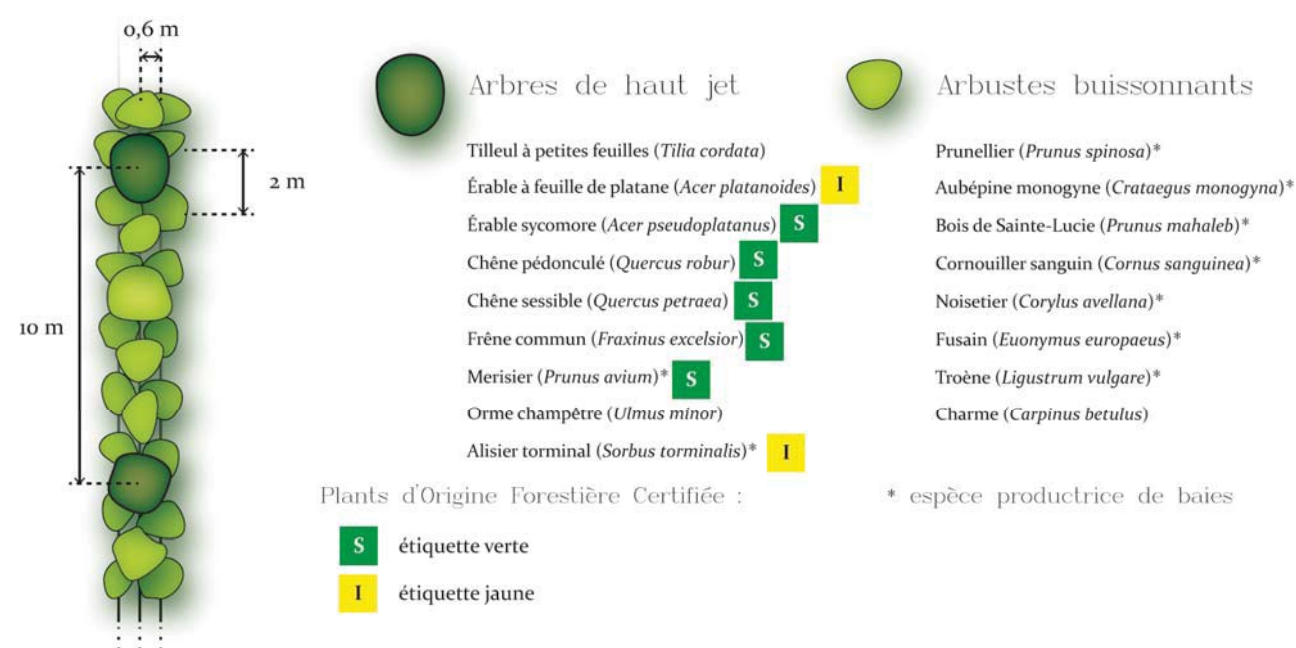 0,6 m
2 m
10 m
Arbres de haut jet
Tilleul à petites feuilles (Tilia cordata)
Érable à feuille de platane (Acer platanoides) I
Érable sycomore (Acer pseudoplatanus) S
Chêne pédonculé (Quercus robur) S
Chêne sessible (Quercus petraea) S
Frêne commun (Fraxinus excelsior) S
Merisier (Prunus avium)* S
Orme champêtre (Ulmus minor)
Alisier torminal (Sorbus torminalis)* I
Arbustes buissonnants
Prunellier (Prunus spinosa)*
Aubépine monogyne (Crataegus monogyna)*
Bois de Sainte-Lucie (Prunus mahaleb)*
Cornouiller sanguin (Cornus sanguinea)*
Noisetier (Corylus avellana)*
Fusain (Euonymus europaeus)*
Troène (Ligustrum vulgare)*
Charme (Carpinus betulus)
Plants d'Origine Forestière Certifiée :
S étiquette verte
I étiquette jaune
* espèce productrice de baies